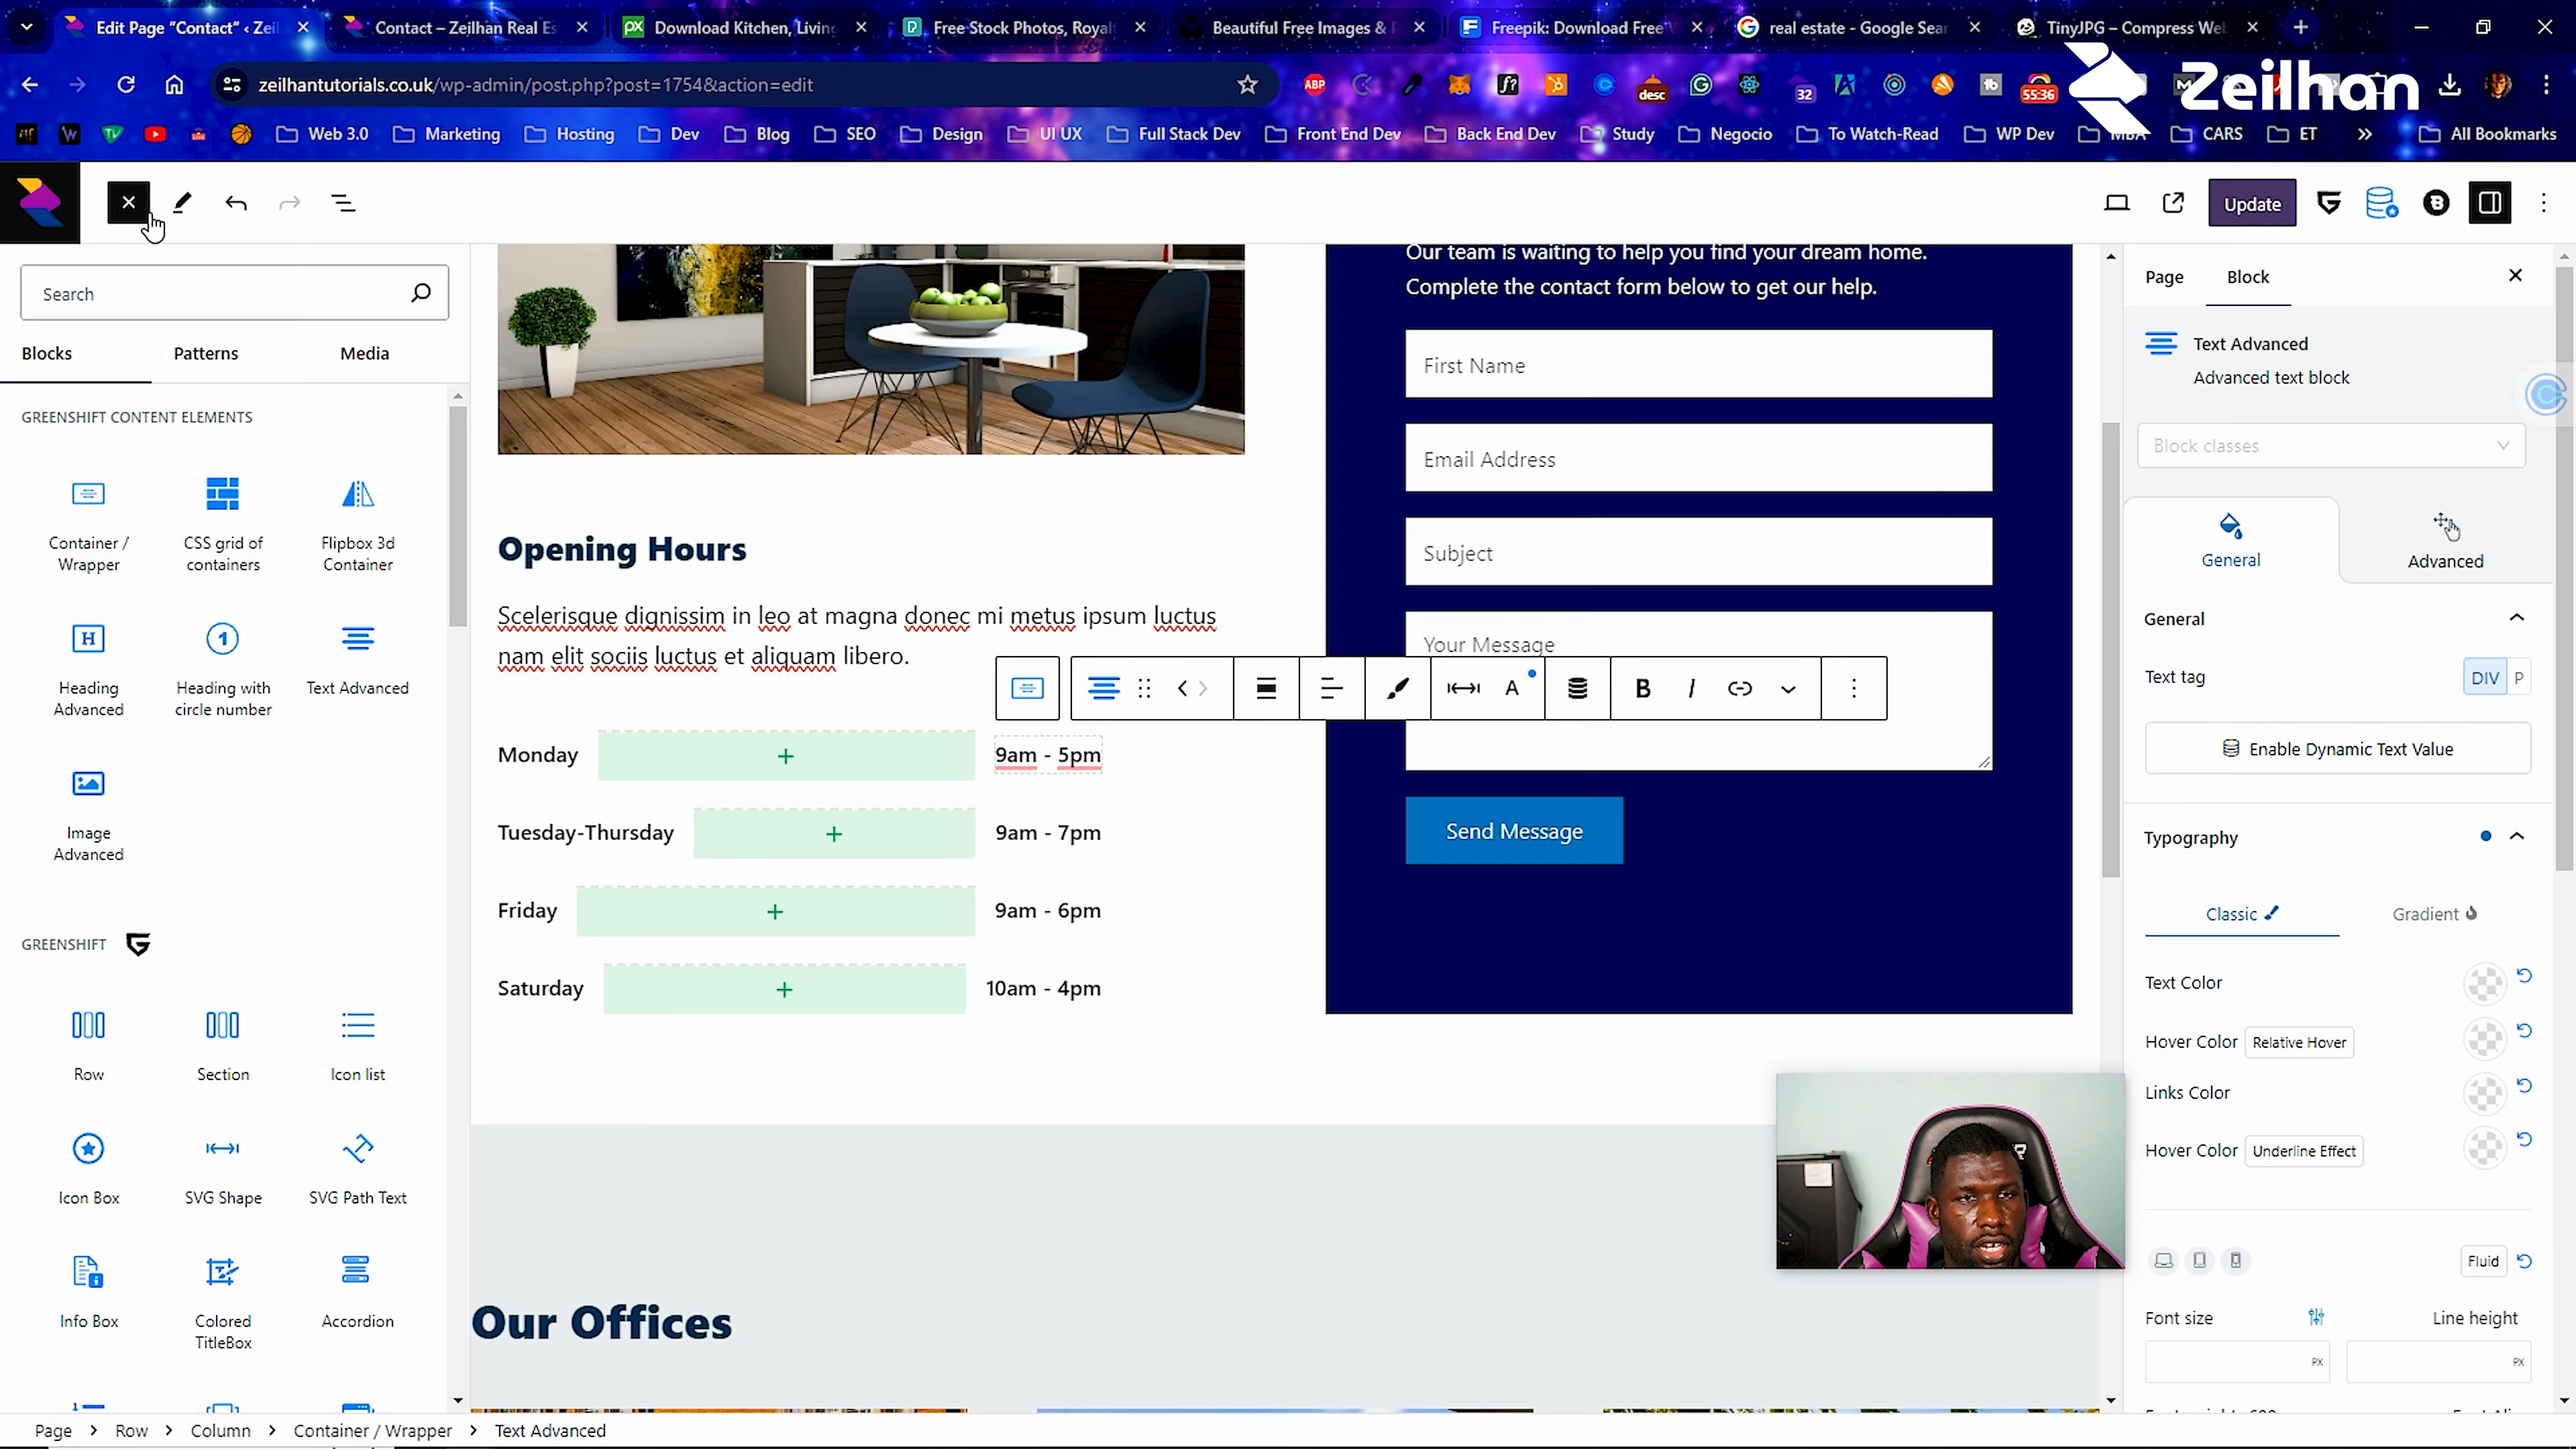 Edit Page “Contact” ‹ Zeil
Contact – Zeilhan Real Es
Download Kitchen, Living
Free Stock Photos, Royalt
Beautiful Free Images &
Freepik: Download Free
real estate - Google Sear
TinyJPG – Compress We
zeilhantutorials.co.uk/wp-admin/post.php?post=1754&action=edit
ABP
desc
32
55:36
Zeilhan
Web 3.0
Marketing
Hosting
Dev
Blog
SEO
Design
UI UX
Full Stack Dev
Front End Dev
Back End Dev
Study
Negocio
To Watch-Read
WP Dev
MBA
CARS
ET
All Bookmarks
Update
Search
Blocks
Patterns
Media
GREENSHIFT CONTENT ELEMENTS
Container /
Wrapper
CSS grid of
containers
Flipbox 3d
Container
Heading
Advanced
Heading with
circle number
Text Advanced
Image
Advanced
GREENSHIFT
Row
Section
Icon list
Icon Box
SVG Shape
SVG Path Text
Info Box
Colored
TitleBox
Accordion
Opening Hours
Scelerisque dignissim in leo at magna donec mi metus ipsum luctus
nam elit sociis luctus et aliquam libero.
Monday
9am - 5pm
Tuesday-Thursday
9am - 7pm
Friday
9am - 6pm
Saturday
10am - 4pm
Our team is waiting to help you find your dream home.
Complete the contact form below to get our help.
First Name
Email Address
Subject
Your Message
Send Message
Our Offices
Page
Block
Text Advanced
Advanced text block
Block classes
General
Advanced
General
Text tag
DIV
P
Enable Dynamic Text Value
Typography
Classic
Gradient
Text Color
Hover Color
Relative Hover
Links Color
Hover Color
Underline Effect
Fluid
Font size
Line height
PX
PX
Page
Row
Column
Container / Wrapper
Text Advanced